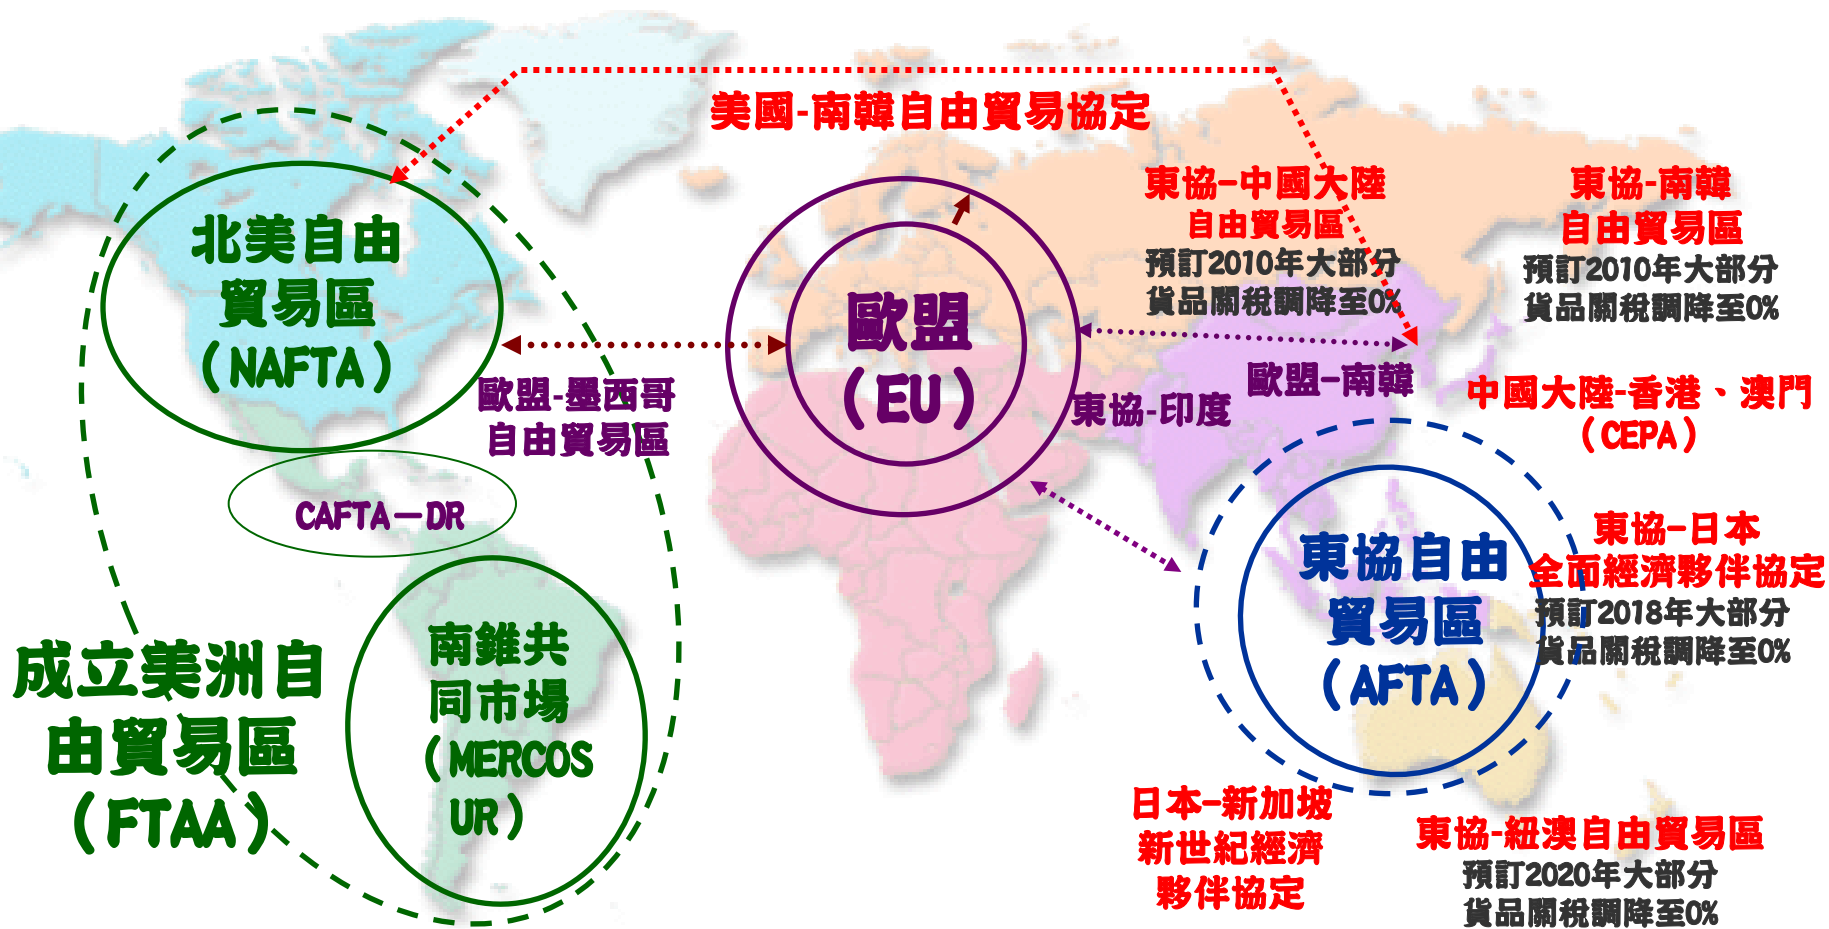 美國-南韓自由貿易協定
北美自由
貿易區
（NAFTA）
歐盟
（EU）
東協–中國大陸
自由貿易區
預訂2010年大部分
貨品關稅調降至0%
東協-南韓
自由貿易區
預訂2010年大部分
貨品關稅調降至0%
歐盟-墨西哥
自由貿易區
歐盟–南韓
東協-印度
中國大陸-香港、澳門
（CEPA）
CAFTA－DR
東協自由
貿易區
（AFTA）
東協–日本
全面經濟夥伴協定
預訂2018年大部分
貨品關稅調降至0%
成立美洲自
由貿易區
（FTAA）
南錐共
同市場
（MERCOS
UR）
日本–新加坡
新世紀經濟
夥伴協定
東協-紐澳自由貿易區
預訂2020年大部分
貨品關稅調降至0%